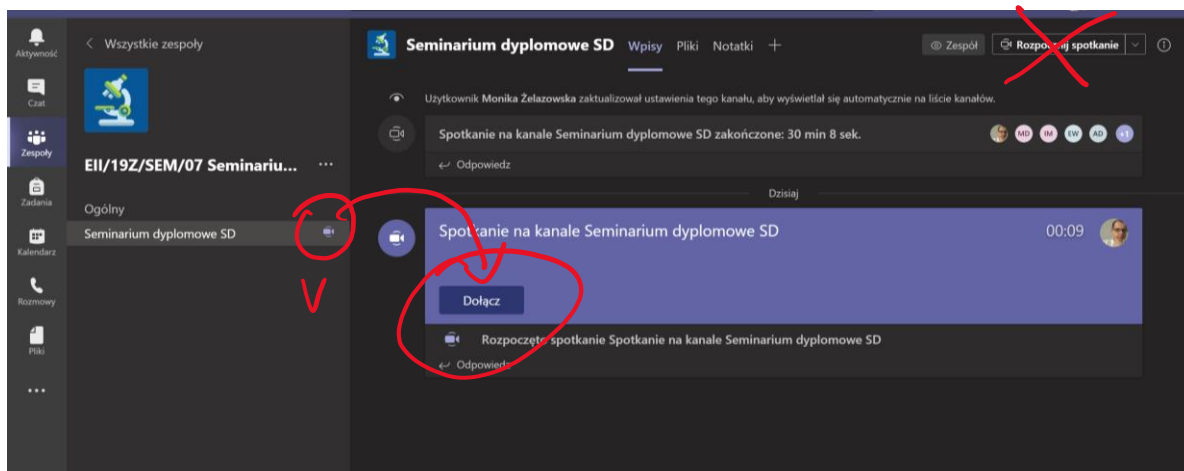 Aktywność
Czat
Zespoły
Zadania
Kalendarz
Rozmowy
Pliki
Wszystkie zespoły
EII/19Z/SEM/07 Seminariu...
Ogólny
Seminarium dyplomowe SD
Seminarium dyplomowe SD Wpisy Pliki Notatki
Zespół Rozpocznij spotkanie
Użytkownik Monika Żelazowska zaktualizował ustawienia tego kanału, aby wyświetlał się automatycznie na liście kanałów.
Spotkanie na kanale Seminarium dyplomowe SD zakończone: 30 min 8 sek. MD IM EW AD +1
Odpowiedz
Dzisiaj
Spotkanie na kanale Seminarium dyplomowe SD 00:09
Dołącz
Rozpoczęto spotkanie Spotkanie na kanale Seminarium dyplomowe SD
Odpowiedz